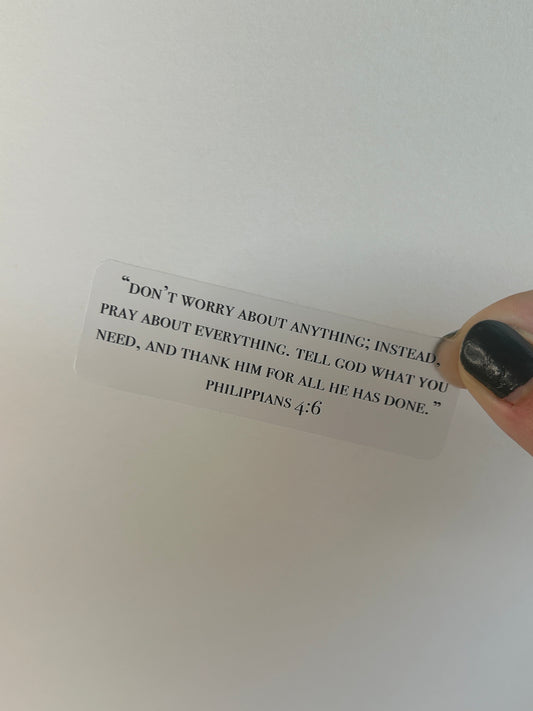 “DON’T WORRY ABOUT ANYTHING; INSTEAD,
PRAY ABOUT EVERYTHING. TELL GOD WHAT YOU
NEED, AND THANK HIM FOR ALL HE HAS DONE.”
PHILIPPIANS 4:6